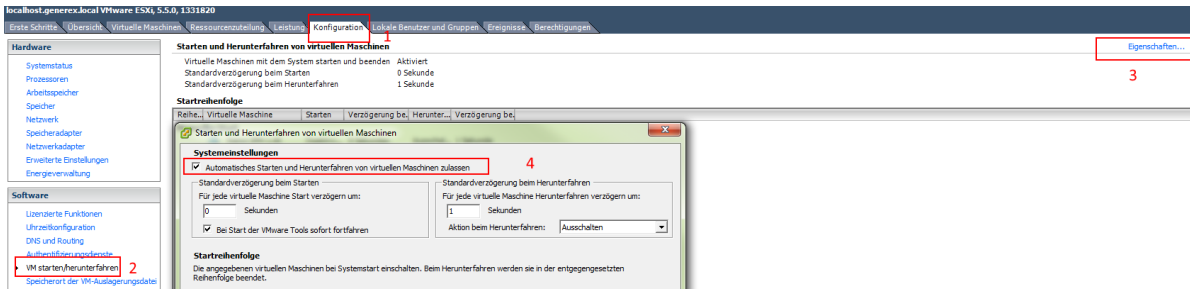 localhost.generex.local VMware ESXi, 5.5.0, 1331820
Erste Schritte Übersicht Virtuelle Maschinen Ressourcenzuteilung Leistung Konfiguration Lokale Benutzer und Gruppen Ereignisse Berechtigungen
1
Hardware
Systemstatus
Prozessoren
Arbeitsspeicher
Speicher
Netzwerk
Speicheradapter
Netzwerkadapter
Erweiterte Einstellungen
Energieverwaltung
Software
Lizenzierte Funktionen
Uhrzeitkonfiguration
DNS und Routing
Authentifizierungsdienste
VM starten/herunterfahren 2
Speicherort der VM-Auslagerungsdatei
Starten und Herunterfahren von virtuellen Maschinen
Eigenschaften...
3
Virtuelle Maschinen mit dem System starten und beenden Aktiviert
Standardverzögerung beim Starten 0 Sekunde
Standardverzögerung beim Herunterfahren 1 Sekunde
Startreihenfolge
Reihe... Virtuelle Maschine Starten Verzögerung be... Herunter... Verzögerung be...
Starten und Herunterfahren von virtuellen Maschinen
Systemeinstellungen
4
Automatisches Starten und Herunterfahren von virtuellen Maschinen zulassen
Standardverzögerung beim Starten
Für jede virtuelle Maschine Start verzögern um:
0 Sekunden
Bei Start der VMware Tools sofort fortfahren
Standardverzögerung beim Herunterfahren
Für jede virtuelle Maschine Herunterfahren verzögern um:
1 Sekunden
Aktion beim Herunterfahren: Ausschalten
Startreihenfolge
Die angegebenen virtuellen Maschinen bei Systemstart einschalten. Beim Herunterfahren werden sie in der entgegengesetzten
Reihenfolge beendet.